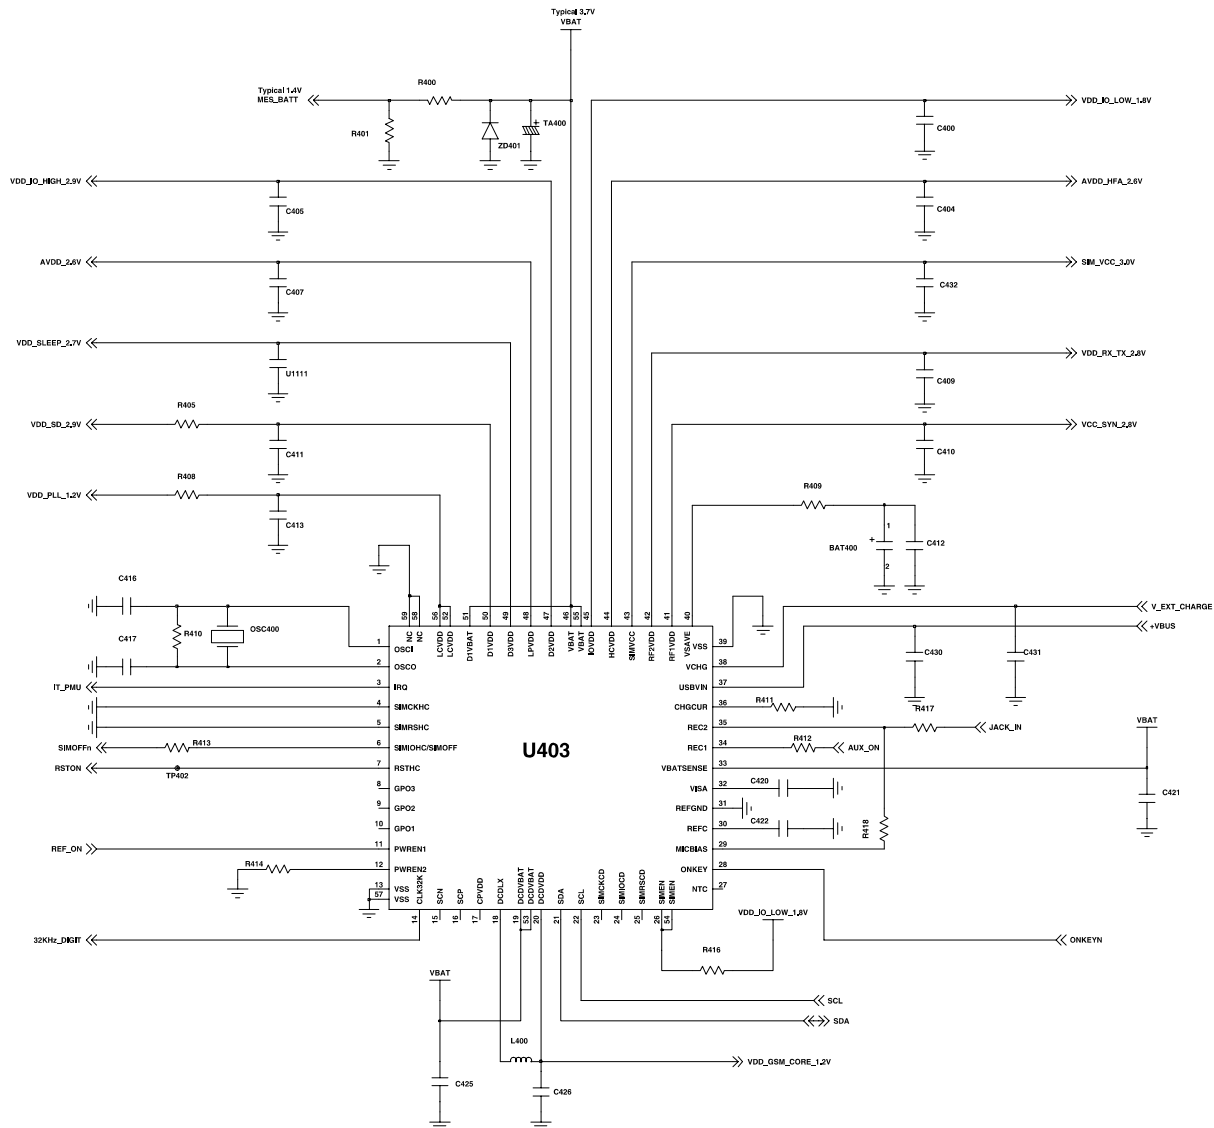 Typical 3.7V
VBAT
Typical 1.4V
MES_BATT
R400
R401
ZD401
TA400
VDD_IO_LOW_1.8V
C400
VDD_IO_HIGH_2.9V
C405
AVDD_HFA_2.6V
C404
AVDD_2.6V
C407
SIM_VCC_3.0V
C432
VDD_SLEEP_2.7V
U1111
VDD_RX_TX_2.8V
C409
R405
VDD_SD_2.9V
C411
VCC_SYN_2.8V
C410
R408
VDD_PLL_1.2V
C413
R409
1
BAT400
2
C412
C416
C417
R410
OSC400
59 58 56 52 51 50 49 48 47 46 55 45 44 43 42 41 40
NC NC LCVDD LCVDD D1VBAT D1VDD D3VDD LPVDD D2VDD VBAT VBAT IOVDD HCVDD SIMVCC RF2VDD RF1VDD VSAVE
V_EXT_CHARGE
+VBUS
C430
C431
1 OSCI
2 OSCO
IT_PMU 3 IRQ
4 SIMCKHC
5 SIMRSHC
SIMOFFn R413 6 SIMIOHC/SIMOFF
RSTON TP402 7 RSTHC
8 GPO3
9 GPO2
10 GPO1
REF_ON 11 PWREN1
R414 12 PWREN2
13 VSS
57 VSS
U403
VSS 39
VCHG 38
USBVIN 37
CHGCUR 36 R411
REC2 35 R417 JACK_IN
REC1 34 R412 AUX_ON
VBATSENSE 33
VBAT
C421
VISA 32 C420
REFGND 31
REFC 30 C422
R418
MICBIAS 29
ONKEY 28
NTC 27
CLK32K SCN SCP CPVDD DCDLX DCDVBAT DCDVBAT DCDVDD SDA SCL SIMCKCD SIMIOCD SIMRSCD SIMEN SIMEN
14 15 16 17 18 19 53 20 21 22 23 24 25 26 54
VDD_IO_LOW_1.8V
32KHz_DIGIT
R416
ONKEYN
VBAT
SCL
SDA
L400
VDD_GSM_CORE_1.2V
C425
C426